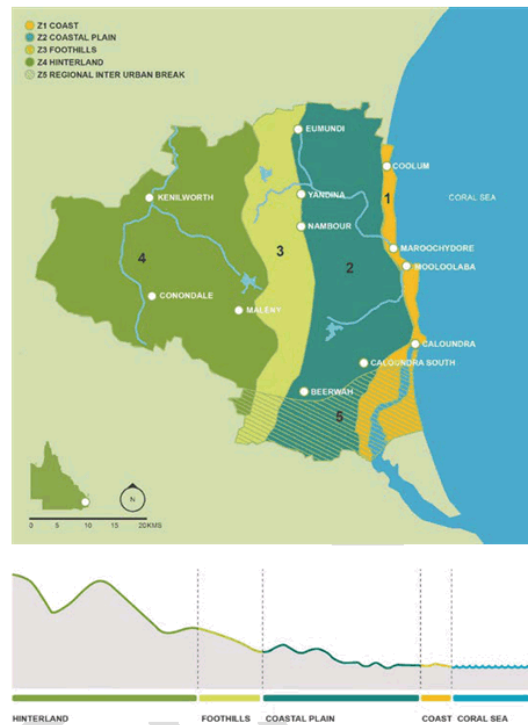 Z1 COAST
Z2 COASTAL PLAIN
Z3 FOOTHILLS
Z4 HINTERLAND
Z5 REGIONAL INTER URBAN BREAK
EUMUNDI
COOLUM
KENILWORTH
YANDINA
1
CORAL SEA
NAMBOUR
MAROOCHYDORE
4
3
2
MOOLOOLABA
CONONDALE
MALENY
CALOUNDRA
CALOUNDRA SOUTH
BEERWAH
5
N
0 5 10 20KMS
HINTERLAND FOOTHILLS COASTAL PLAIN COAST CORAL SEA